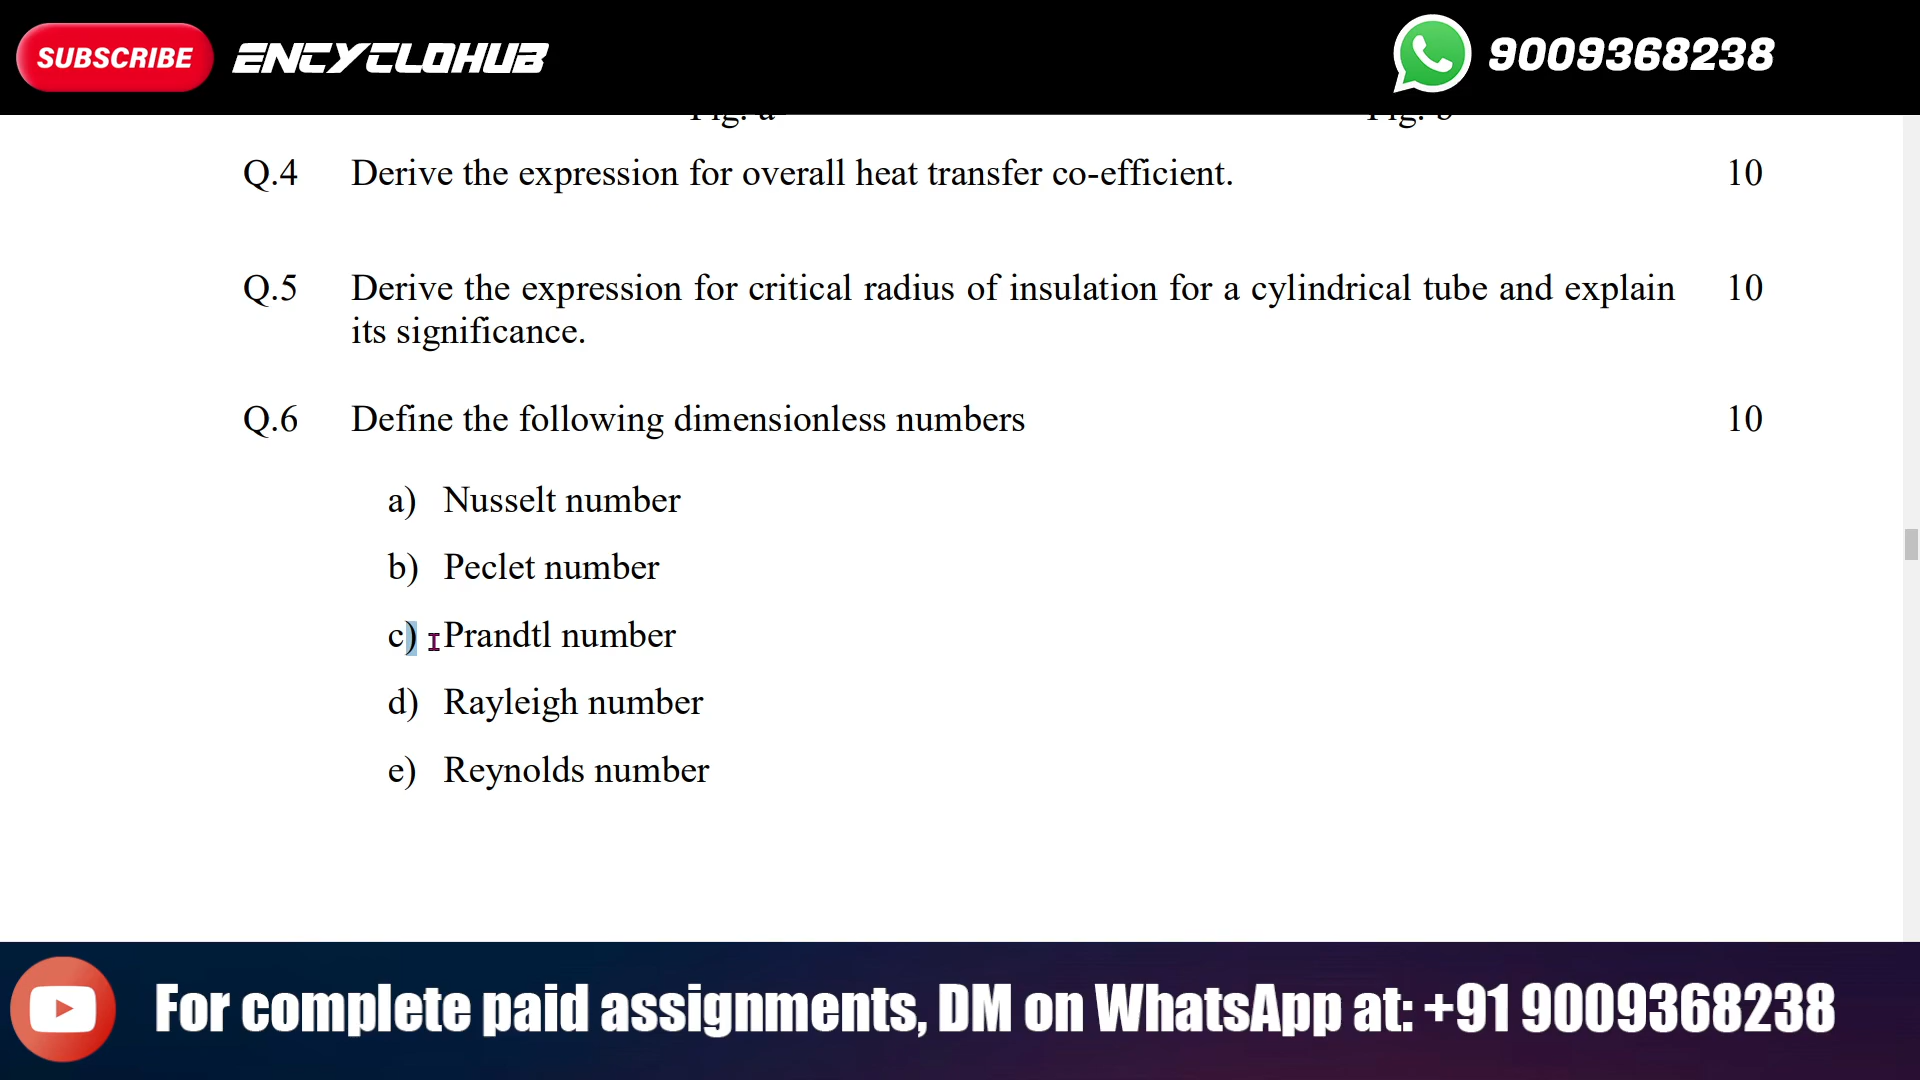 SUBSCRIBE ENCYCLOHUB 9009368238
Fig. a Fig. b
Q.4 Derive the expression for overall heat transfer co-efficient. 10
Q.5 Derive the expression for critical radius of insulation for a cylindrical tube and explain 10
its significance.
Q.6 Define the following dimensionless numbers 10
a) Nusselt number
b) Peclet number
c) Prandtl number
d) Rayleigh number
e) Reynolds number
For complete paid assignments, DM on WhatsApp at: +91 9009368238